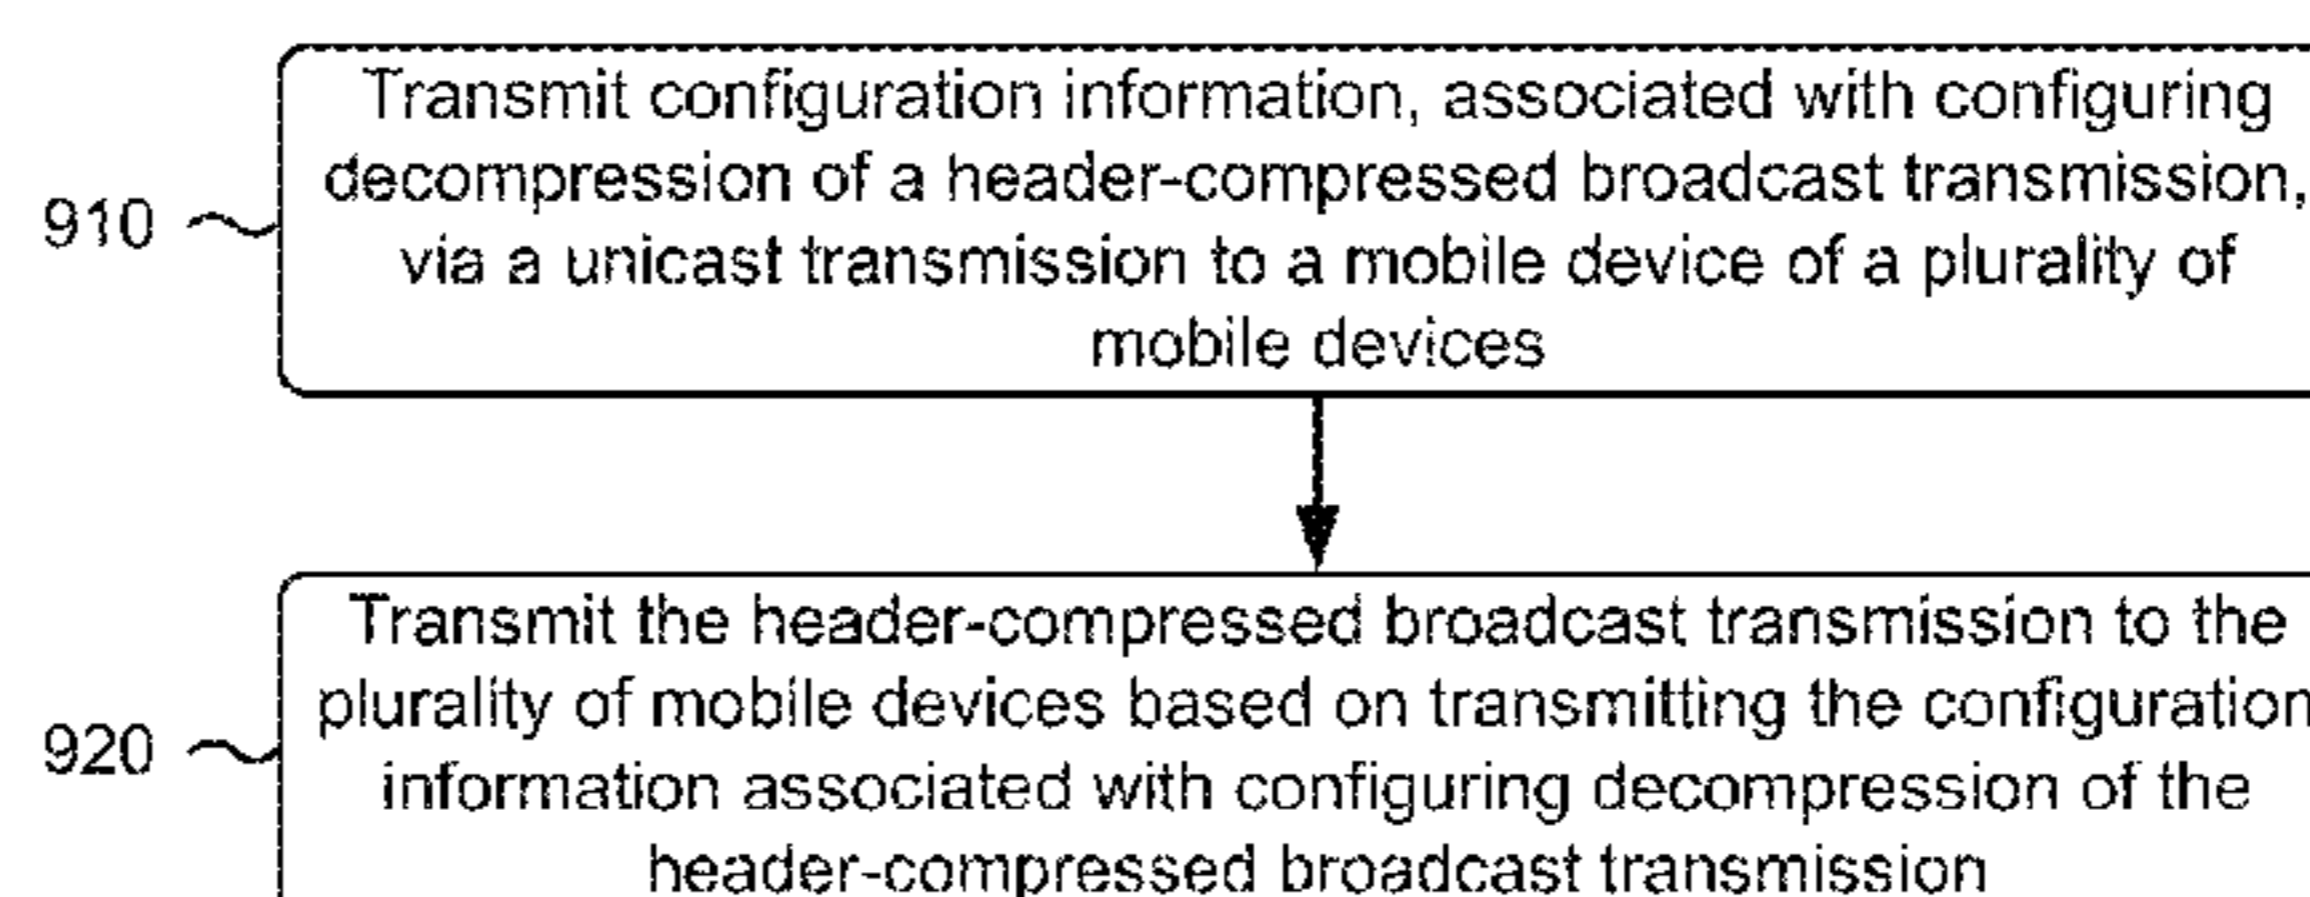 Transmit configuration information, associated with configuring
decompression of a header-compressed broadcast transmission,
910
via a unicast transmission to a mobile device of a plurality of
mobile devices
Transmit the header-compressed broadcast transmission to the
plurality of mobile devices based on transmitting the configuration
920
information associated with configuring decompression of the
header-compressed broadcast transmission